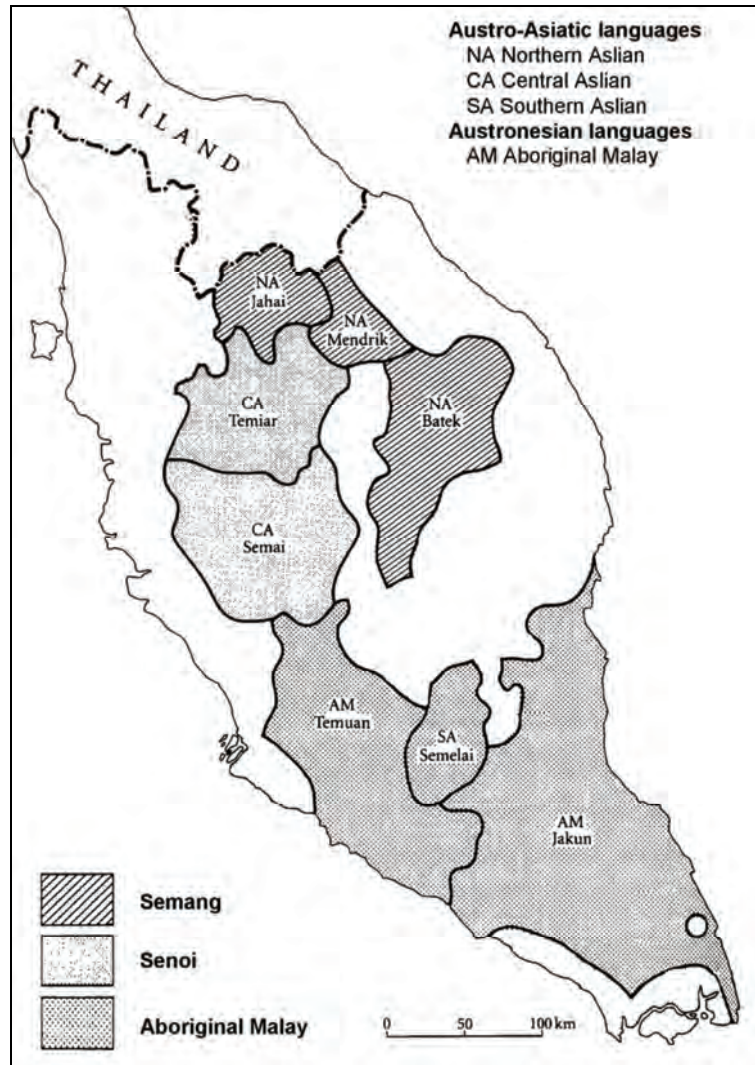 Austro-Asiatic languages
NA Northern Aslian
CA Central Aslian
SA Southern Aslian
Austronesian languages
AM Aboriginal Malay
THAILAND
NA
Jahai
NA
Mendrik
CA
Temiar
NA
Batek
CA
Semai
AM
Temuan
SA
Semelai
AM
Jakun
Semang
Senoi
Aboriginal Malay
0 50 100 km